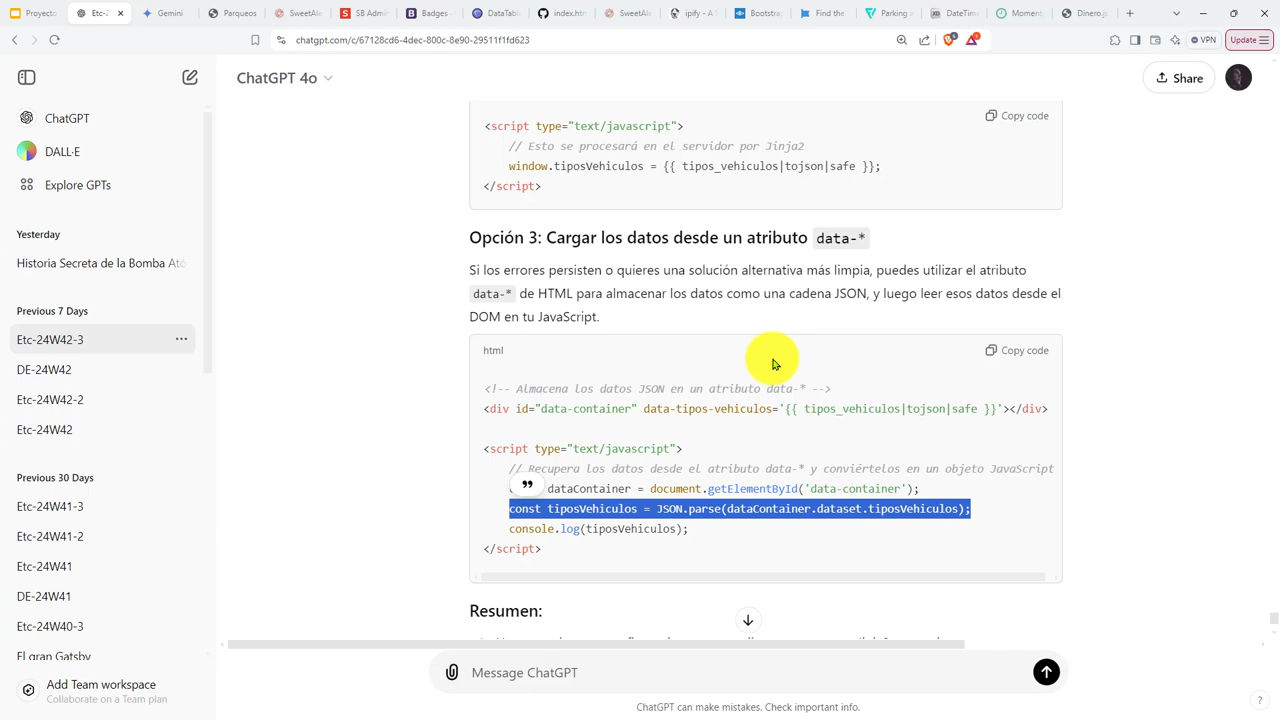 Proyecto
Etc-2
Gemini
Parqueos
SweetAle
SB Admi
Badges -
DataTabl
index.htm
SweetAle
ipify - A
Bootstrap
Find the
Parking a
DateTime
Moment.
Dinero.js
chatgpt.com/c/67128cd6-4dec-800c-8e90-29511f1fd623
VPN
Update
ChatGPT 4o
Share
ChatGPT
DALL·E
Explore GPTs
Yesterday
Historia Secreta de la Bomba Ató
Previous 7 Days
Etc-24W42-3
DE-24W42
Etc-24W42-2
Etc-24W42
Previous 30 Days
Etc-24W41-3
Etc-24W41-2
Etc-24W41
DE-24W41
Etc-24W40-3
El gran Gatsby
Add Team workspace
Collaborate on a Team plan
Copy code
<script type="text/javascript">
// Esto se procesará en el servidor por Jinja2
window.tiposVehiculos = {{ tipos_vehiculos|tojson|safe }};
</script>
Opción 3: Cargar los datos desde un atributo data-*
Si los errores persisten o quieres una solución alternativa más limpia, puedes utilizar el atributo
data-* de HTML para almacenar los datos como una cadena JSON, y luego leer esos datos desde el
DOM en tu JavaScript.
html
Copy code
<!-- Almacena los datos JSON en un atributo data-* -->
<div id="data-container" data-tipos-vehiculos='{{ tipos_vehiculos|tojson|safe }}'></div>
<script type="text/javascript">
// Recupera los datos desde el atributo data-* y conviértelos en un objeto JavaScript
dataContainer = document.getElementById('data-container');
const tiposVehiculos = JSON.parse(dataContainer.dataset.tiposVehiculos);
console.log(tiposVehiculos);
</script>
Resumen:
Message ChatGPT
ChatGPT can make mistakes. Check important info.
?